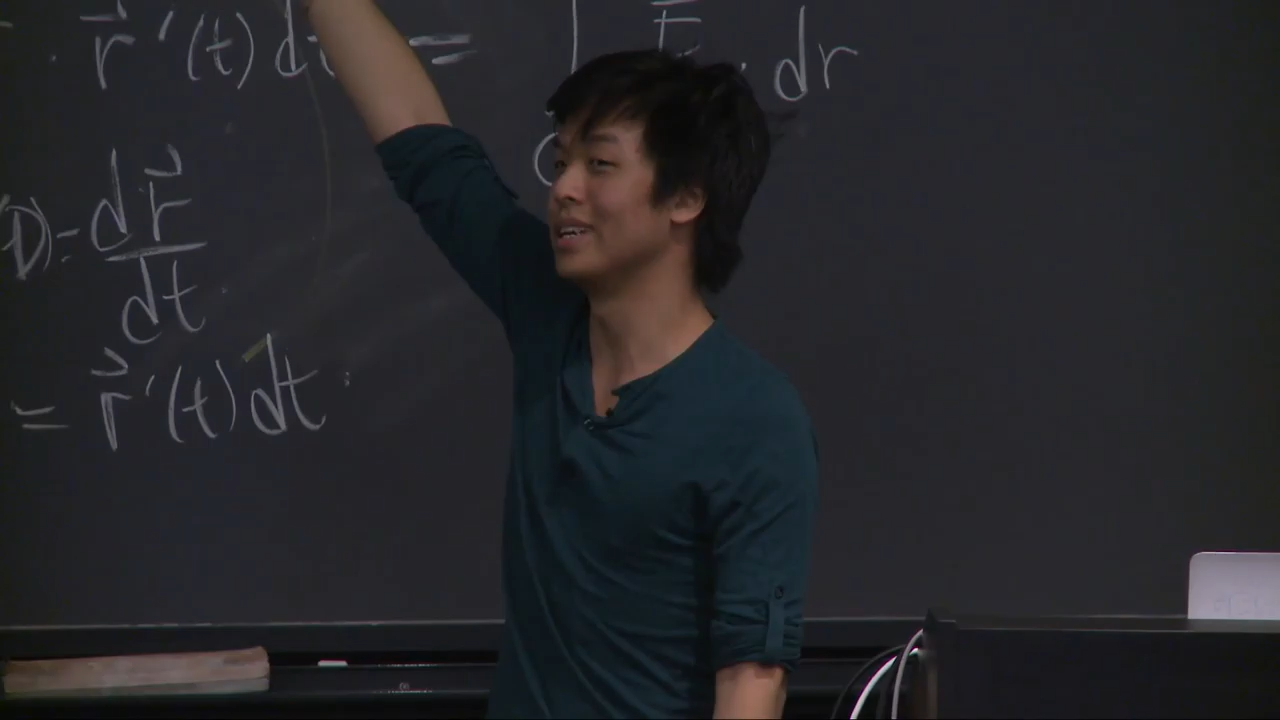 · r⃗ '(t) dt = ∫ F · dr
C
D) = dr⃗/dt
= r⃗ '(t) dt